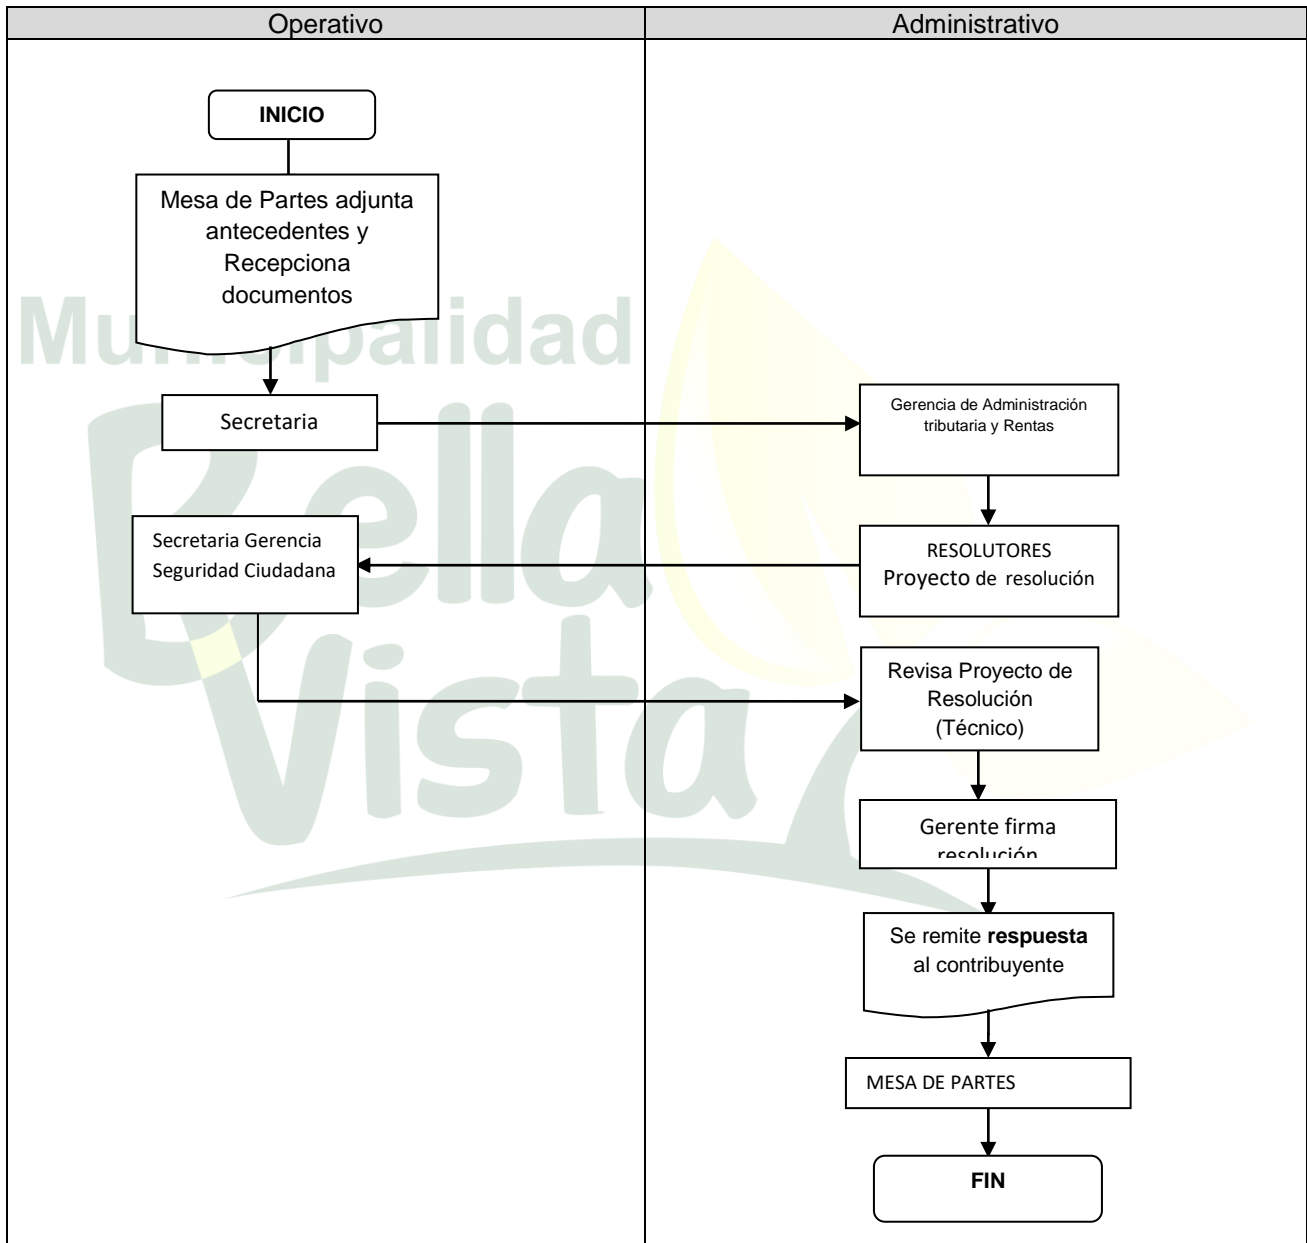 Operativo
Administrativo
INICIO
Mesa de Partes adjunta
antecedentes y
Recepciona
documentos
Municipalidad
Bella
Vista
Secretaria
Gerencia de Administración
tributaria y Rentas
RESOLUTORES
Proyecto de resolución
Secretaria Gerencia
Seguridad Ciudadana
Revisa Proyecto de
Resolución
(Técnico)
Gerente firma
resolución
Se remite respuesta
al contribuyente
MESA DE PARTES
FIN